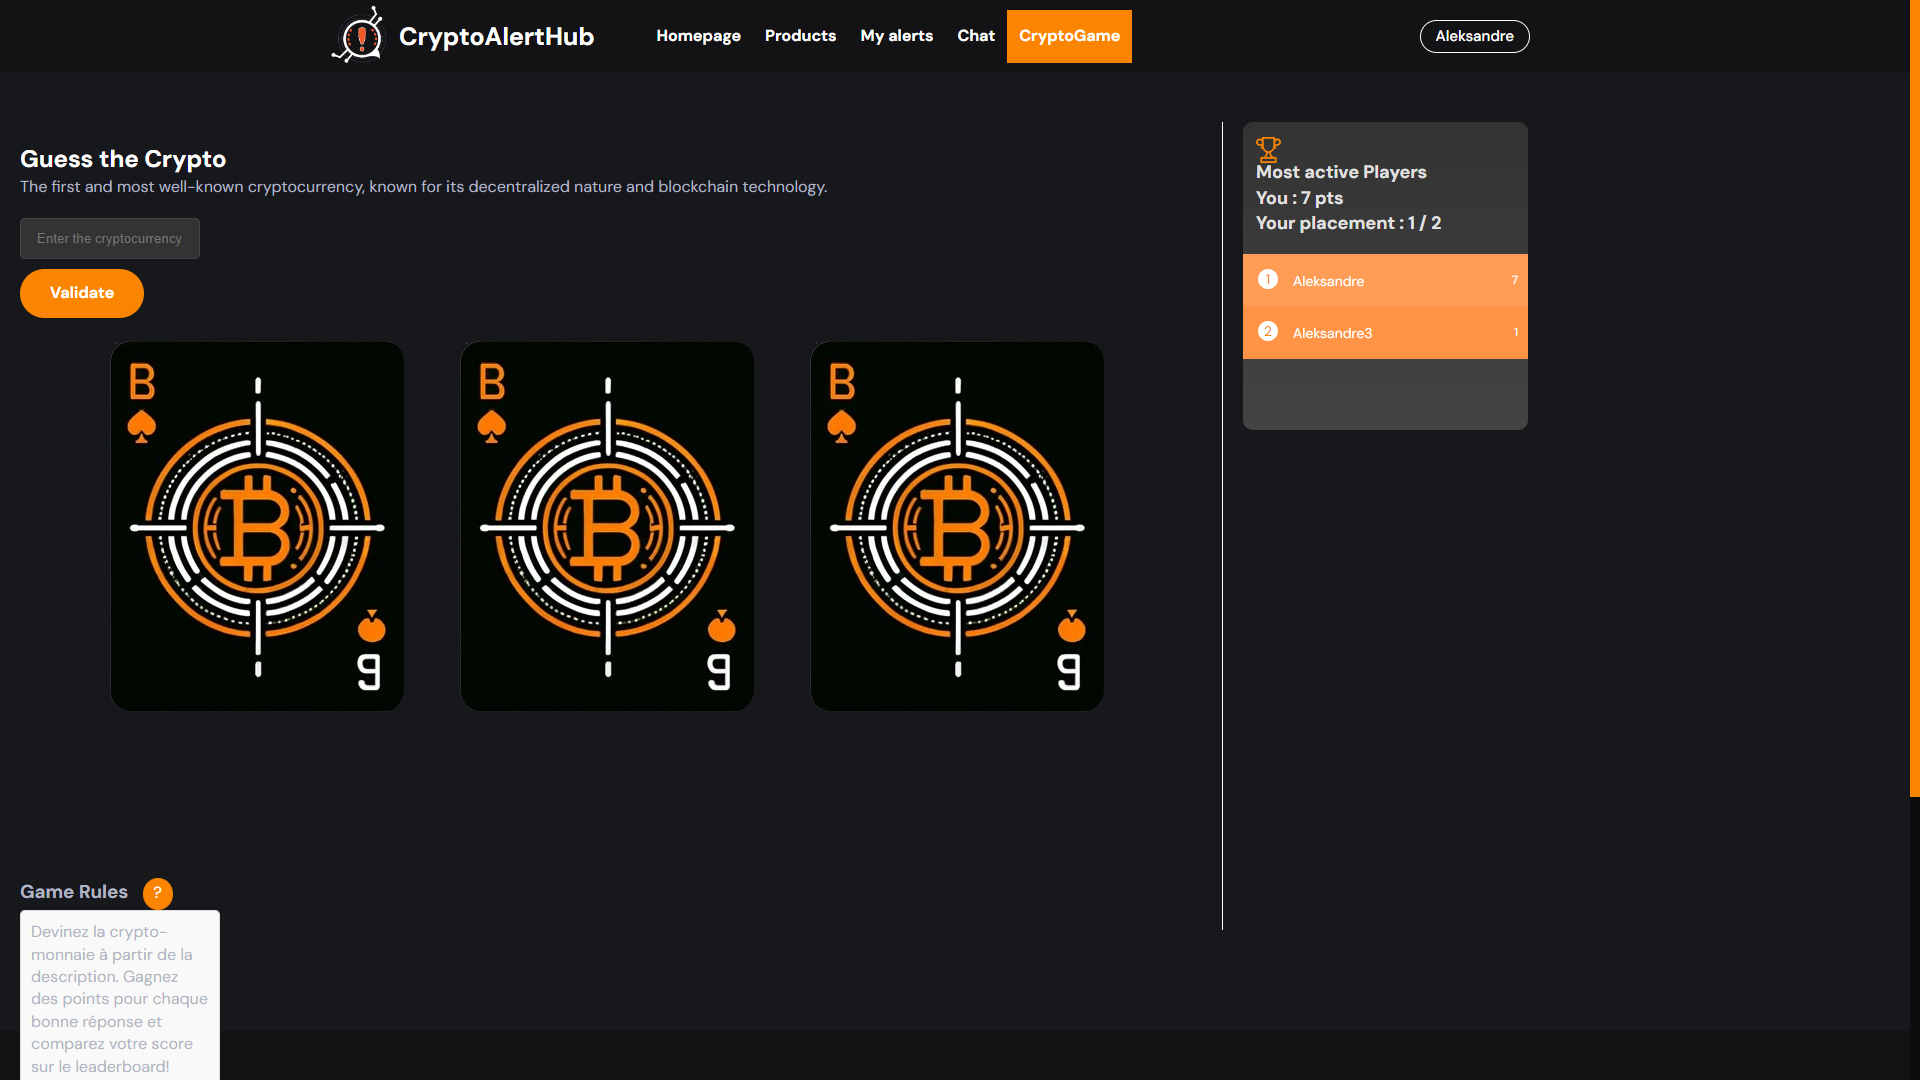 CryptoAlertHub
Homepage
Products
My alerts
Chat
CryptoGame
Aleksandre
Guess the Crypto
The first and most well-known cryptocurrency, known for its decentralized nature and blockchain technology.
Enter the cryptocurrency
Validate
B
B
B
Most active Players
You : 7 pts
Your placement : 1 / 2
1 Aleksandre 7
2 Aleksandre3 1
Game Rules ?
Devinez la crypto-
monnaie à partir de la
description. Gagnez
des points pour chaque
bonne réponse et
comparez votre score
sur le leaderboard!